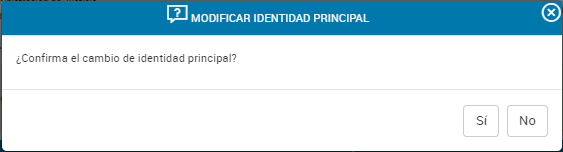 MODIFICAR IDENTIDAD PRINCIPAL
¿Confirma el cambio de identidad principal?
Sí No